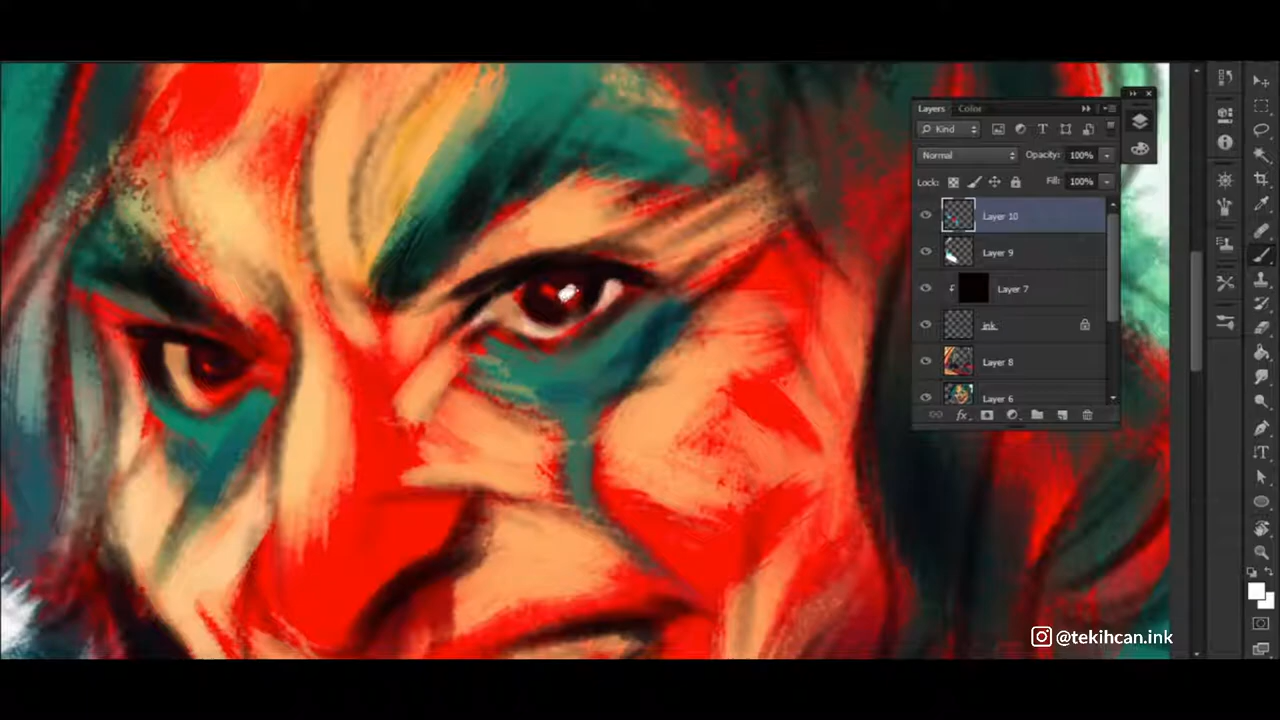 Layers Color
Kind
Normal Opacity: 100%
Lock: Fill: 100%
Layer 10
Layer 9
Layer 7
ink
Layer 8
Layer 6
fx
@tekihcan.ink